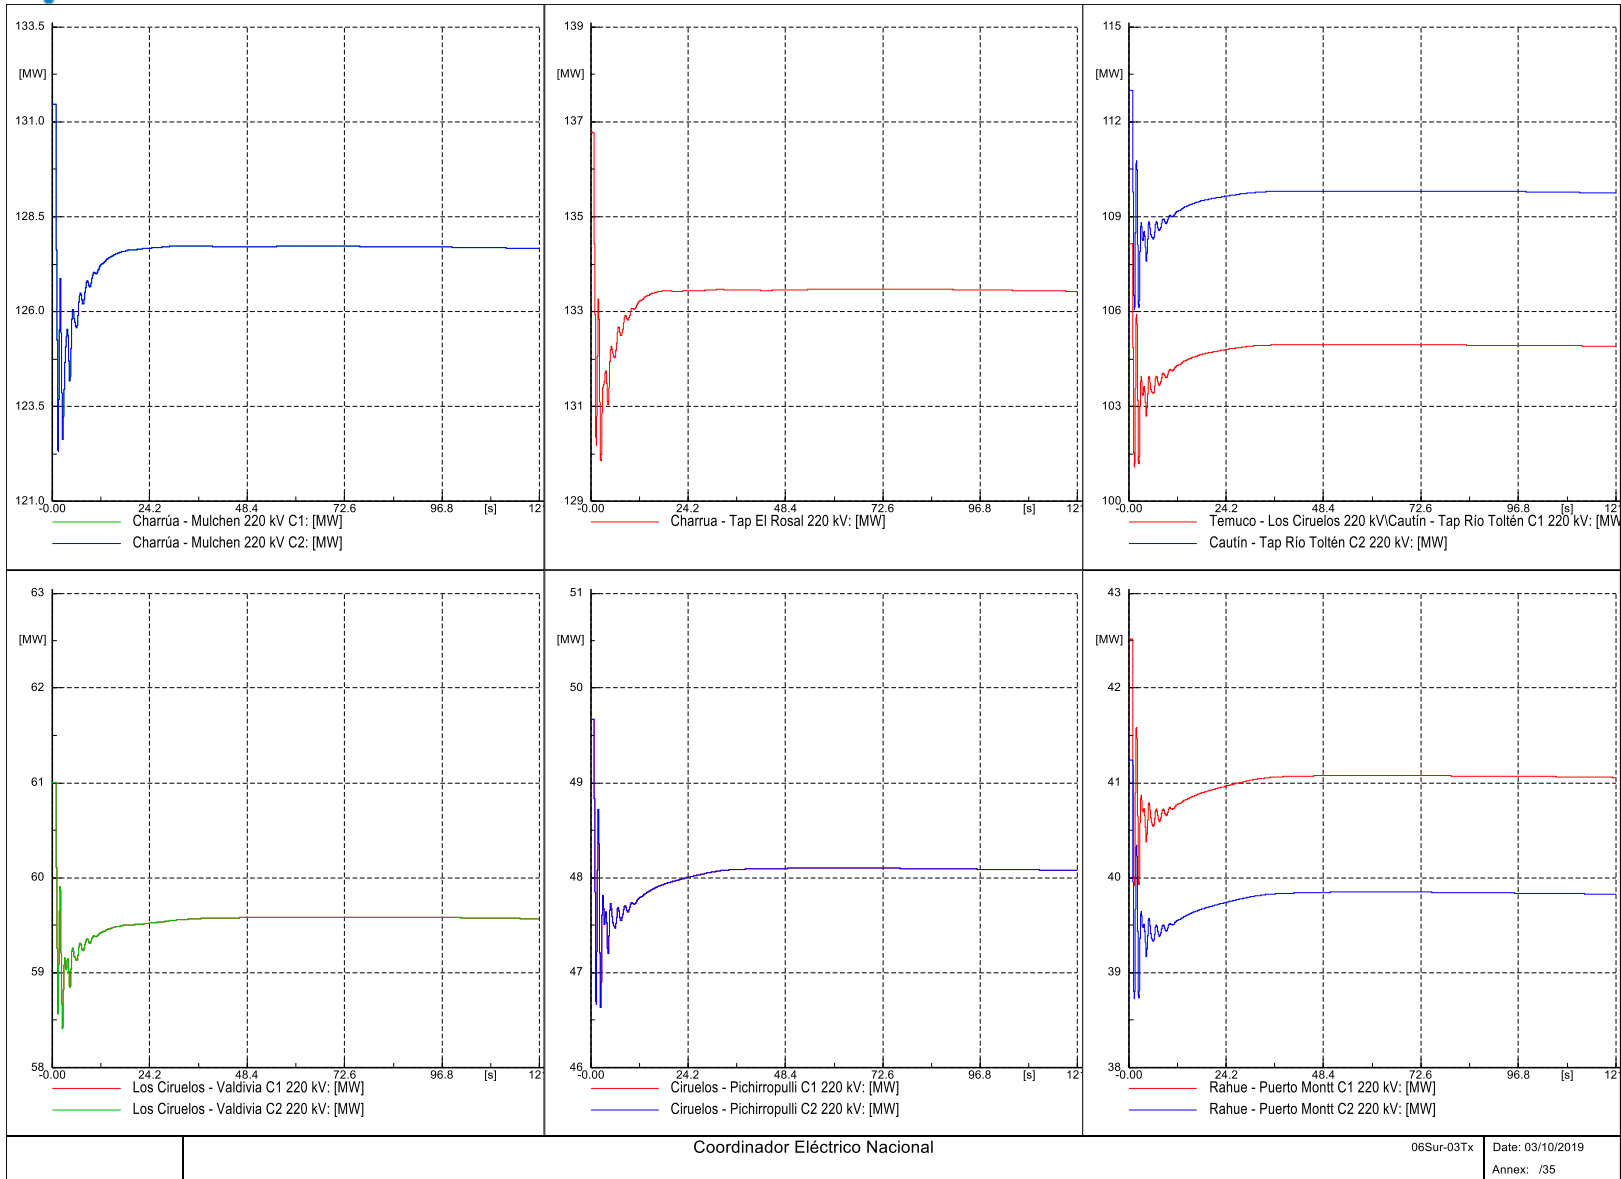 133.5
[MW]
131.0
128.5
126.0
123.5
121.0
-0.00 24.2 48.4 72.6 96.8 [s] 12
Charrúa - Mulchen 220 kV C1: [MW]
Charrúa - Mulchen 220 kV C2: [MW]
139
[MW]
137
135
133
131
129
-0.00 24.2 48.4 72.6 96.8 [s] 12
Charrua - Tap El Rosal 220 kV: [MW]
115
[MW]
112
109
106
103
100
-0.00 24.2 48.4 72.6 96.8 [s] 12
Temuco - Los Ciruelos 220 kV\Cautín - Tap Río Toltén C1 220 kV: [MW
Cautín - Tap Río Toltén C2 220 kV: [MW]
63
[MW]
62
61
60
59
58
-0.00 24.2 48.4 72.6 96.8 [s] 12
Los Ciruelos - Valdivia C1 220 kV: [MW]
Los Ciruelos - Valdivia C2 220 kV: [MW]
51
[MW]
50
49
48
47
46
-0.00 24.2 48.4 72.6 96.8 [s] 12
Ciruelos - Pichirropulli C1 220 kV: [MW]
Ciruelos - Pichirropulli C2 220 kV: [MW]
43
[MW]
42
41
40
39
38
-0.00 24.2 48.4 72.6 96.8 [s] 12
Rahue - Puerto Montt C1 220 kV: [MW]
Rahue - Puerto Montt C2 220 kV: [MW]
Coordinador Eléctrico Nacional
06Sur-03Tx
Date: 03/10/2019
Annex: /35